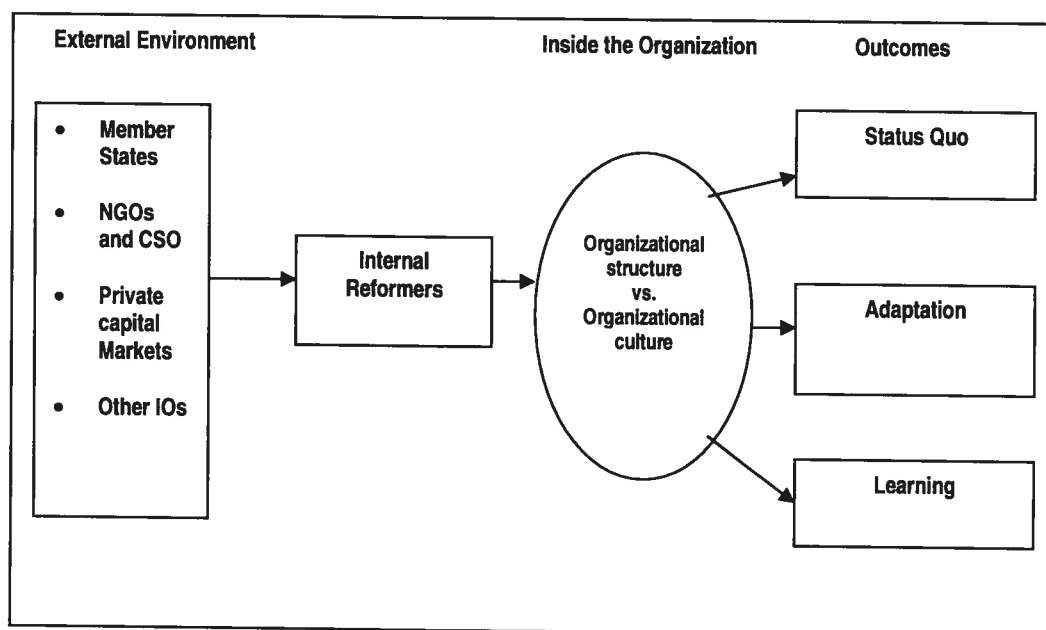 External Environment
Inside the Organization
Outcomes
• Member
States
• NGOs
and CSO
• Private
capital
Markets
• Other IOs
Internal
Reformers
Organizational
structure
vs.
Organizational
culture
Status Quo
Adaptation
Learning